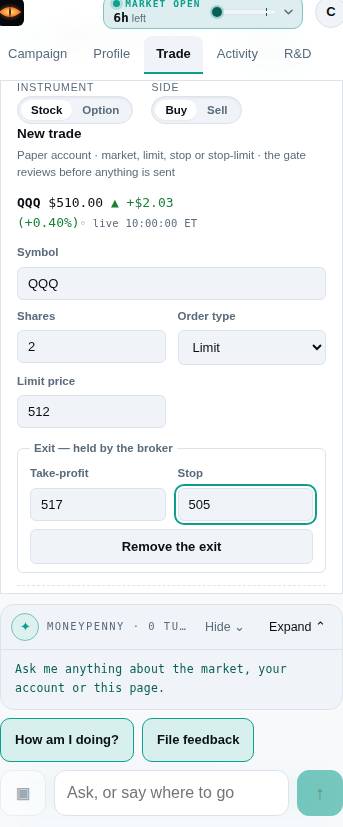 MARKET OPEN
6h left
C
Campaign Profile Trade Activity R&D
INSTRUMENT SIDE
Stock Option Buy Sell
New trade
Paper account · market, limit, stop or stop-limit · the gate
reviews before anything is sent
QQQ $510.00 ▲ +$2.03
(+0.40%)◦ live 10:00:00 ET
Symbol
QQQ
Shares Order type
2 Limit
Limit price
512
Exit — held by the broker
Take-profit Stop
517 505
Remove the exit
MONEYPENNY · 0 TU… Hide ⌄ Expand ⌃
Ask me anything about the market, your
account or this page.
How am I doing? File feedback
Ask, or say where to go